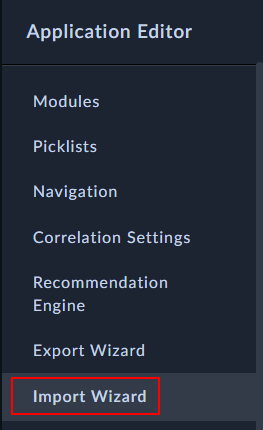 Application Editor
Modules
Picklists
Navigation
Correlation Settings
Recommendation
Engine
Export Wizard
Import Wizard